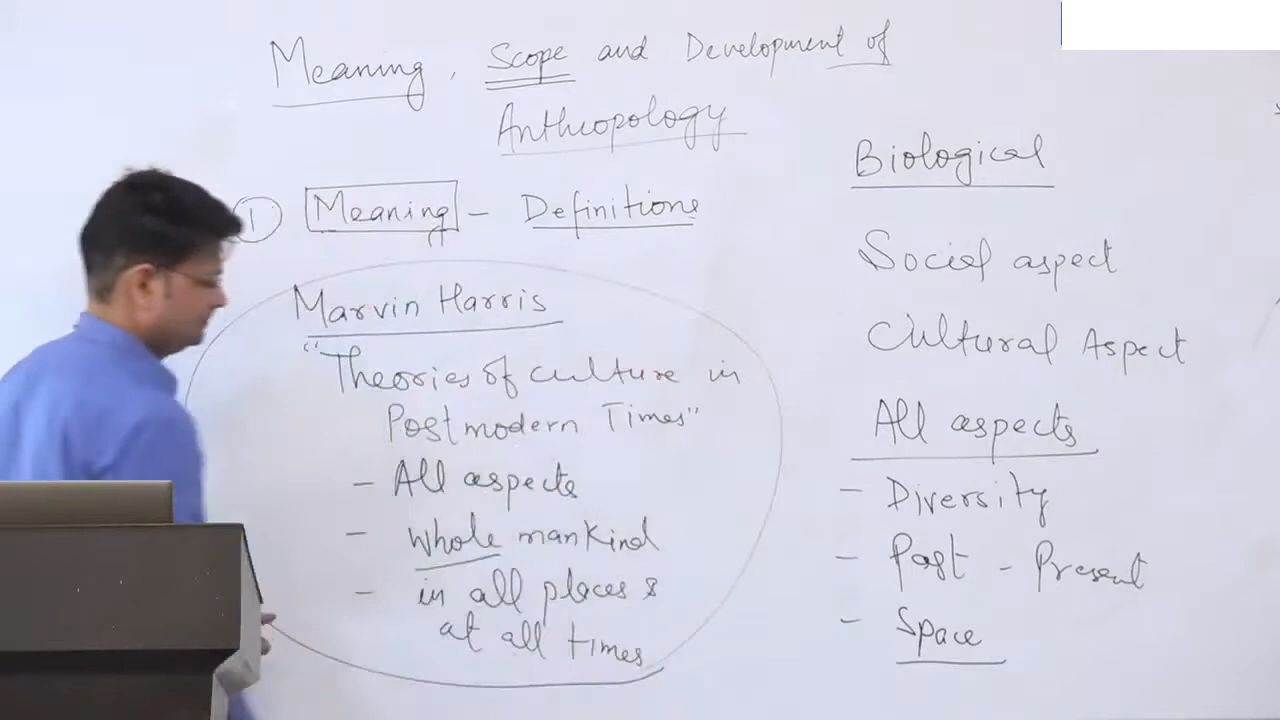 Meaning, Scope and Development of
Anthropology
① Meaning - Definitions
Marvin Harris
"Theories of culture in
Postmodern Times"
- All aspects
- Whole mankind
- in all places &
at all times
Biological
Social aspect
Cultural Aspect
All aspects
- Diversity
- Past - Present
- Space